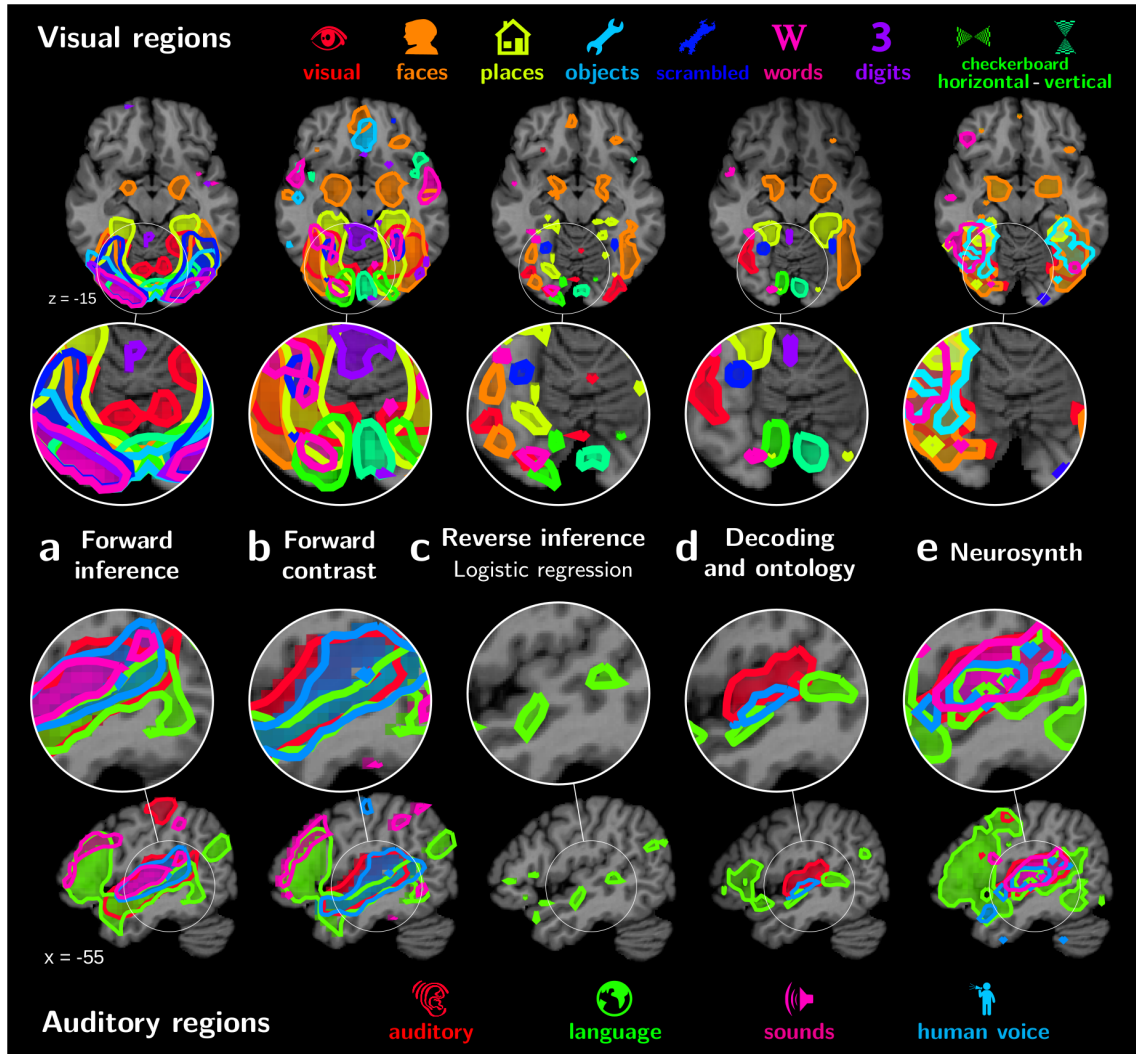 Visual regions
W
3
visual
faces
places
objects
scrambled
words
digits
checkerboard
horizontal - vertical
z = -15
a Forward
inference
b Forward
contrast
c Reverse inference
Logistic regression
d Decoding
and ontology
e Neurosynth
x = -55
Auditory regions
auditory
language
sounds
human voice